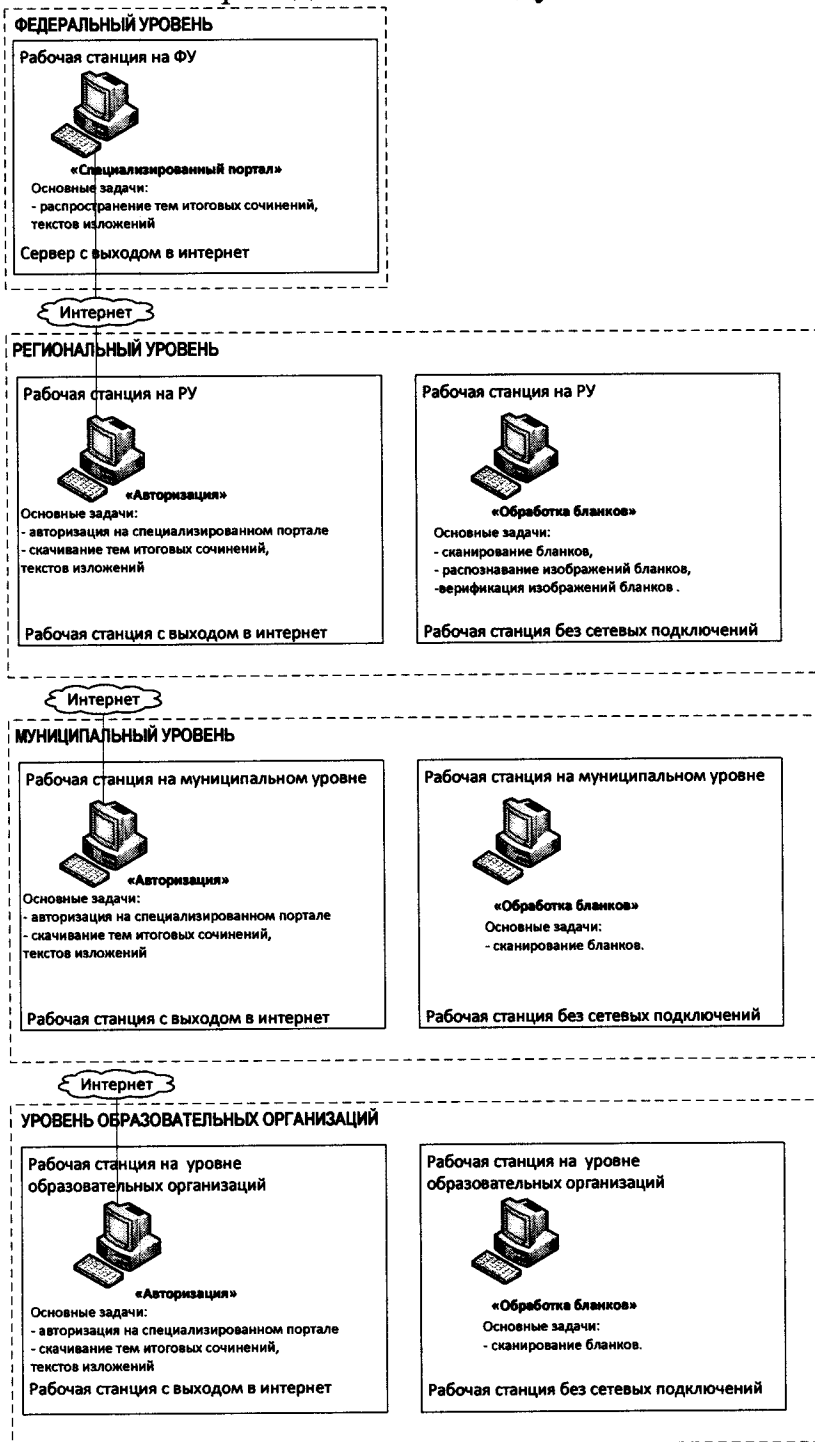 ФЕДЕРАЛЬНЫЙ УРОВЕНЬ
Рабочая станция на ФУ
«Специализированный портал»
Основные задачи:
- распространение тем итоговых сочинений,
текстов изложений
Сервер с выходом в интернет
Интернет
РЕГИОНАЛЬНЫЙ УРОВЕНЬ
Рабочая станция на РУ
«Авторизация»
Основные задачи:
- авторизация на специализированном портале
- скачивание тем итоговых сочинений,
текстов изложений
Рабочая станция с выходом в интернет
Рабочая станция на РУ
«Обработка бланков»
Основные задачи:
- сканирование бланков,
- распознавание изображений бланков,
-верификация изображений бланков .
Рабочая станция без сетевых подключений
Интернет
МУНИЦИПАЛЬНЫЙ УРОВЕНЬ
Рабочая станция на муниципальном уровне
«Авторизация»
Основные задачи:
- авторизация на специализированном портале
- скачивание тем итоговых сочинений,
текстов изложений
Рабочая станция с выходом в интернет
Рабочая станция на муниципальном уровне
«Обработка бланков»
Основные задачи:
- сканирование бланков.
Рабочая станция без сетевых подключений
Интернет
УРОВЕНЬ ОБРАЗОВАТЕЛЬНЫХ ОРГАНИЗАЦИЙ
Рабочая станция на уровне
образовательных организаций
«Авторизация»
Основные задачи:
- авторизация на специализированном портале
- скачивание тем итоговых сочинений,
текстов изложений
Рабочая станция с выходом в интернет
Рабочая станция на уровне
образовательных организаций
«Обработка бланков»
Основные задачи:
- сканирование бланков.
Рабочая станция без сетевых подключений